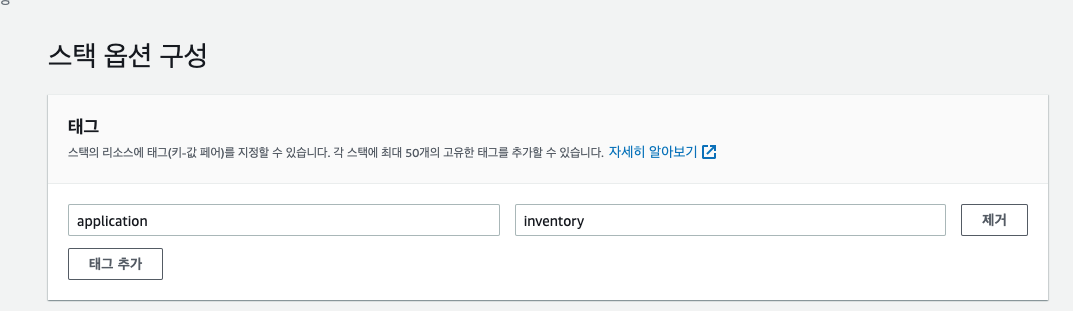 스택 옵션 구성
태그
스택의 리소스에 태그(키-값 페어)를 지정할 수 있습니다. 각 스택에 최대 50개의 고유한 태그를 추가할 수 있습니다. 자세히 알아보기
application inventory 제거
태그 추가